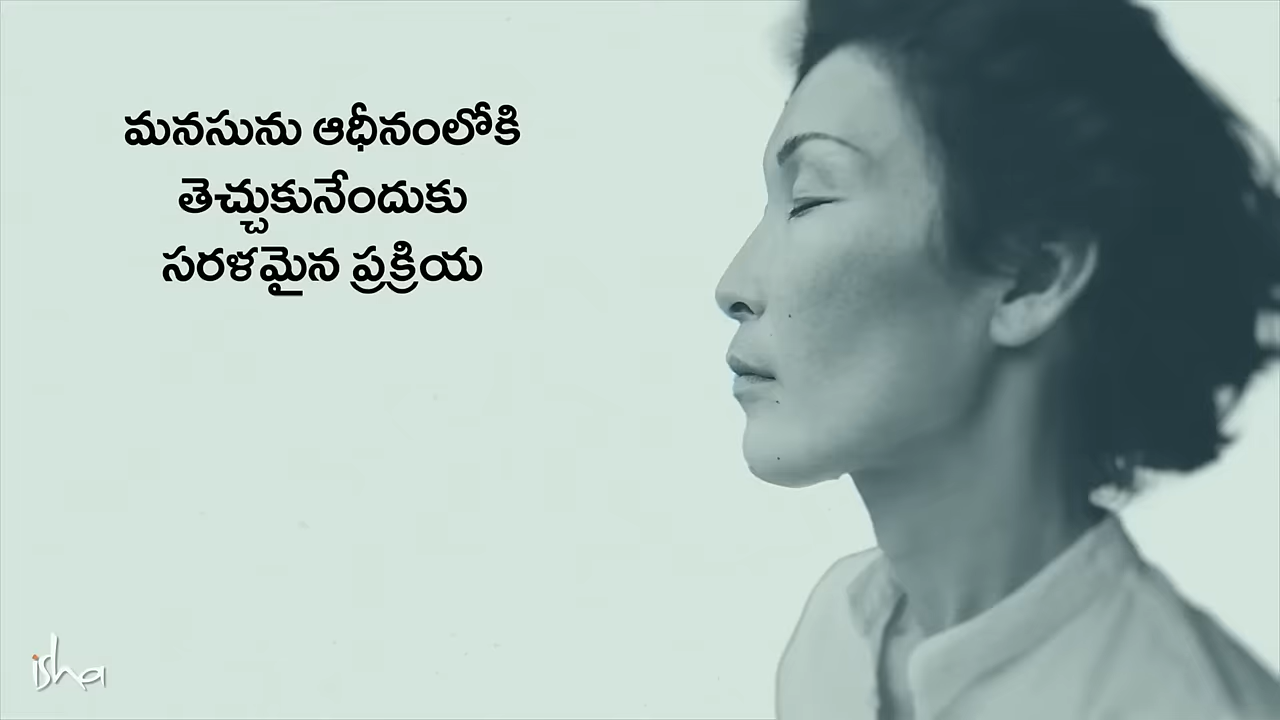 మనసును ఆధీనంలోకి
తెచ్చుకునేందుకు
సరళమైన ప్రక్రియ
isha